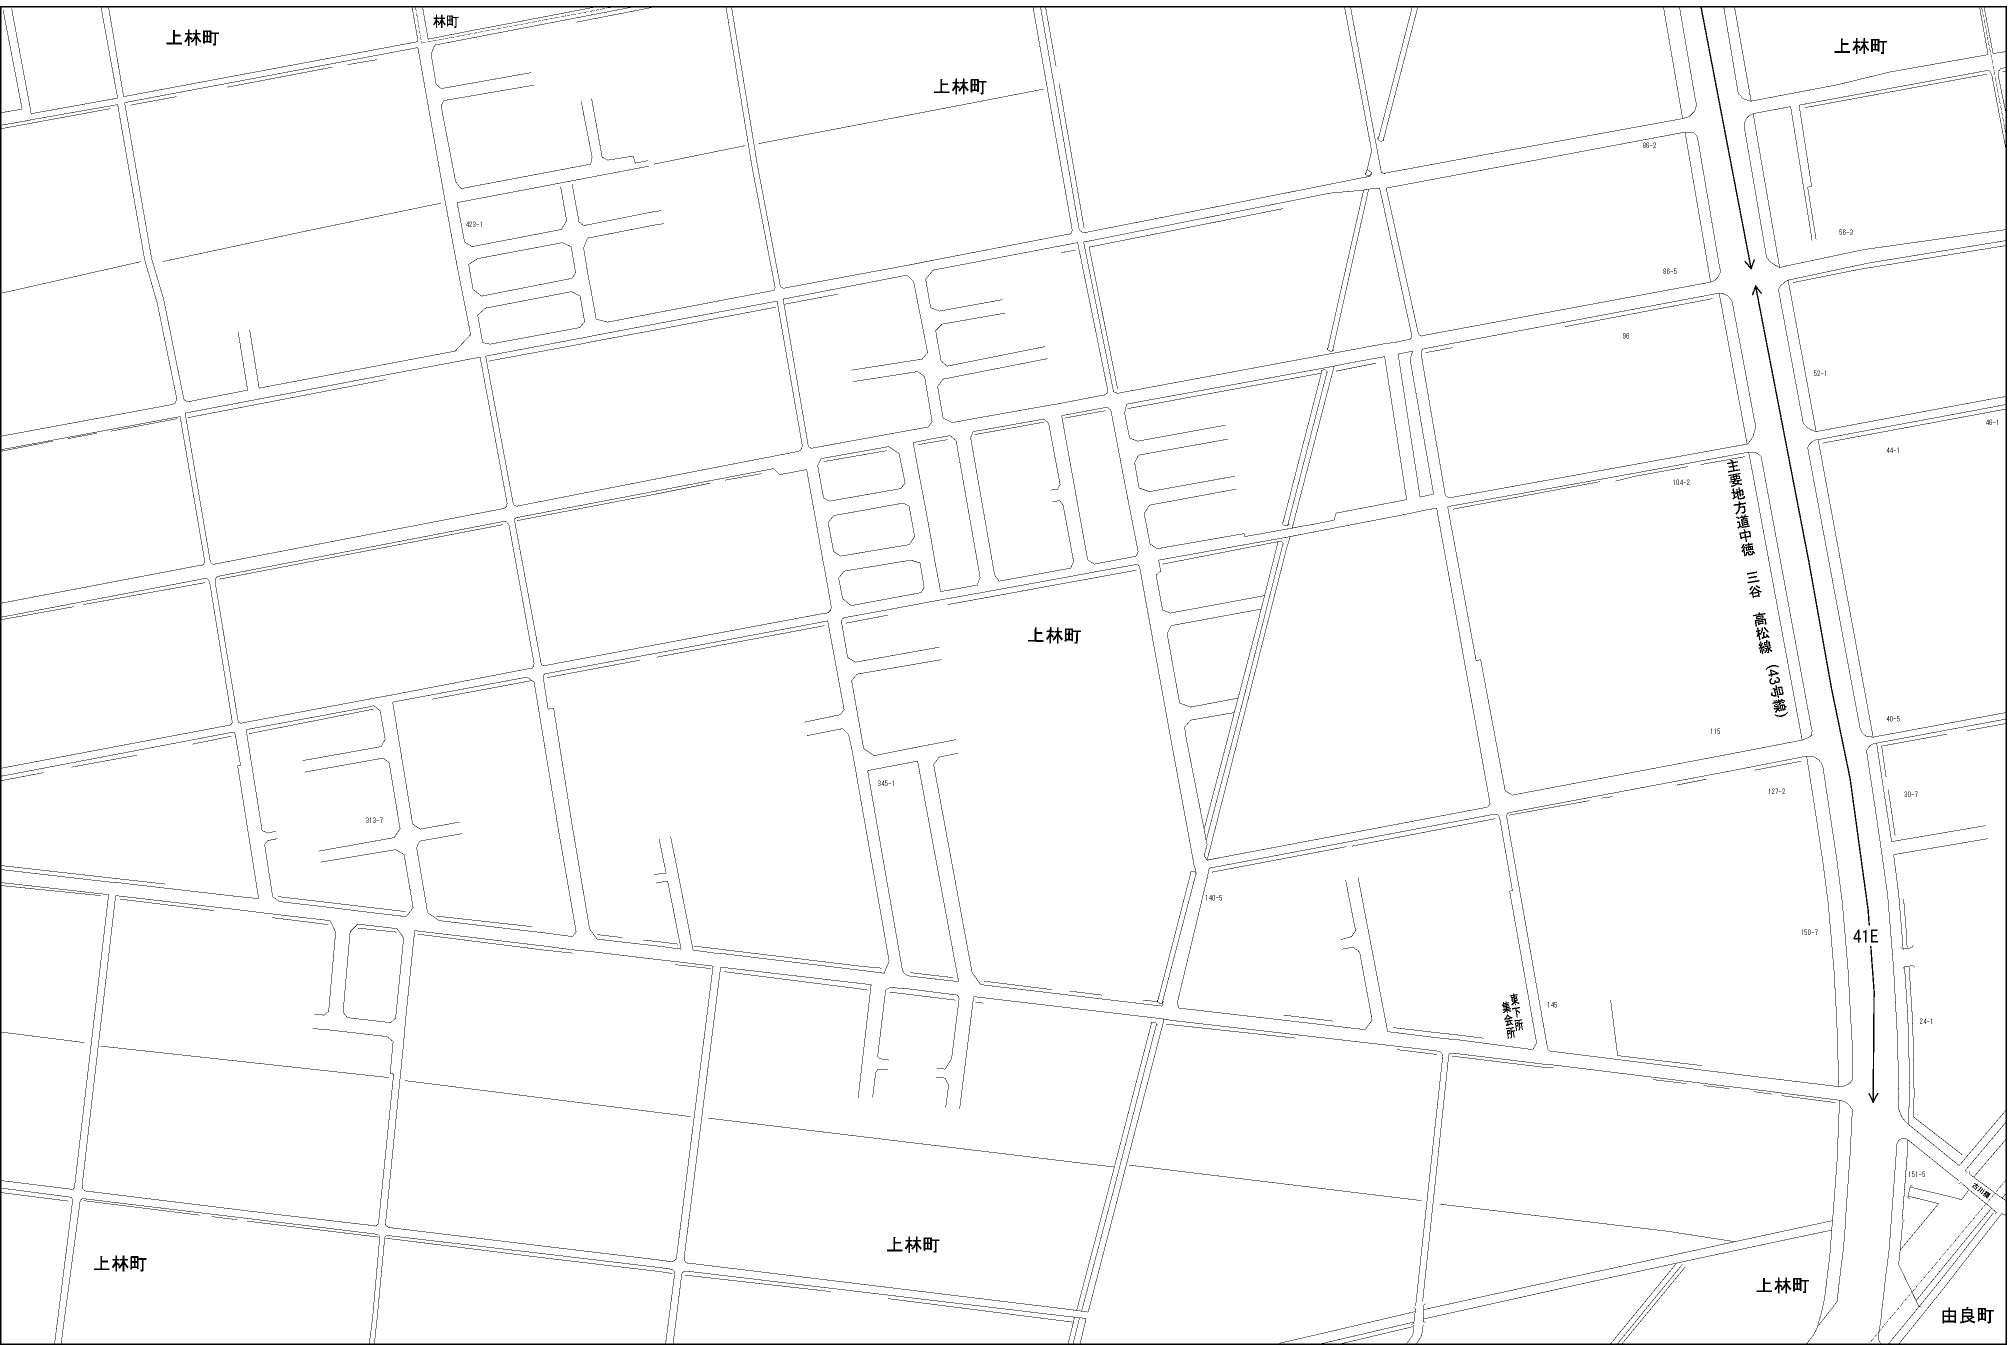 上林町
林町
上林町
上林町
86-2
423-1
56-3
86-5
96
52-1
46-1
44-1
104-2
主要地方道中徳　三谷　高松線　(43号線)
上林町
40-5
115
345-1
127-2
30-7
313-7
140-5
150-7
41E
東下所
集会所
145
24-1
151-5
古川橋
上林町
上林町
上林町
由良町